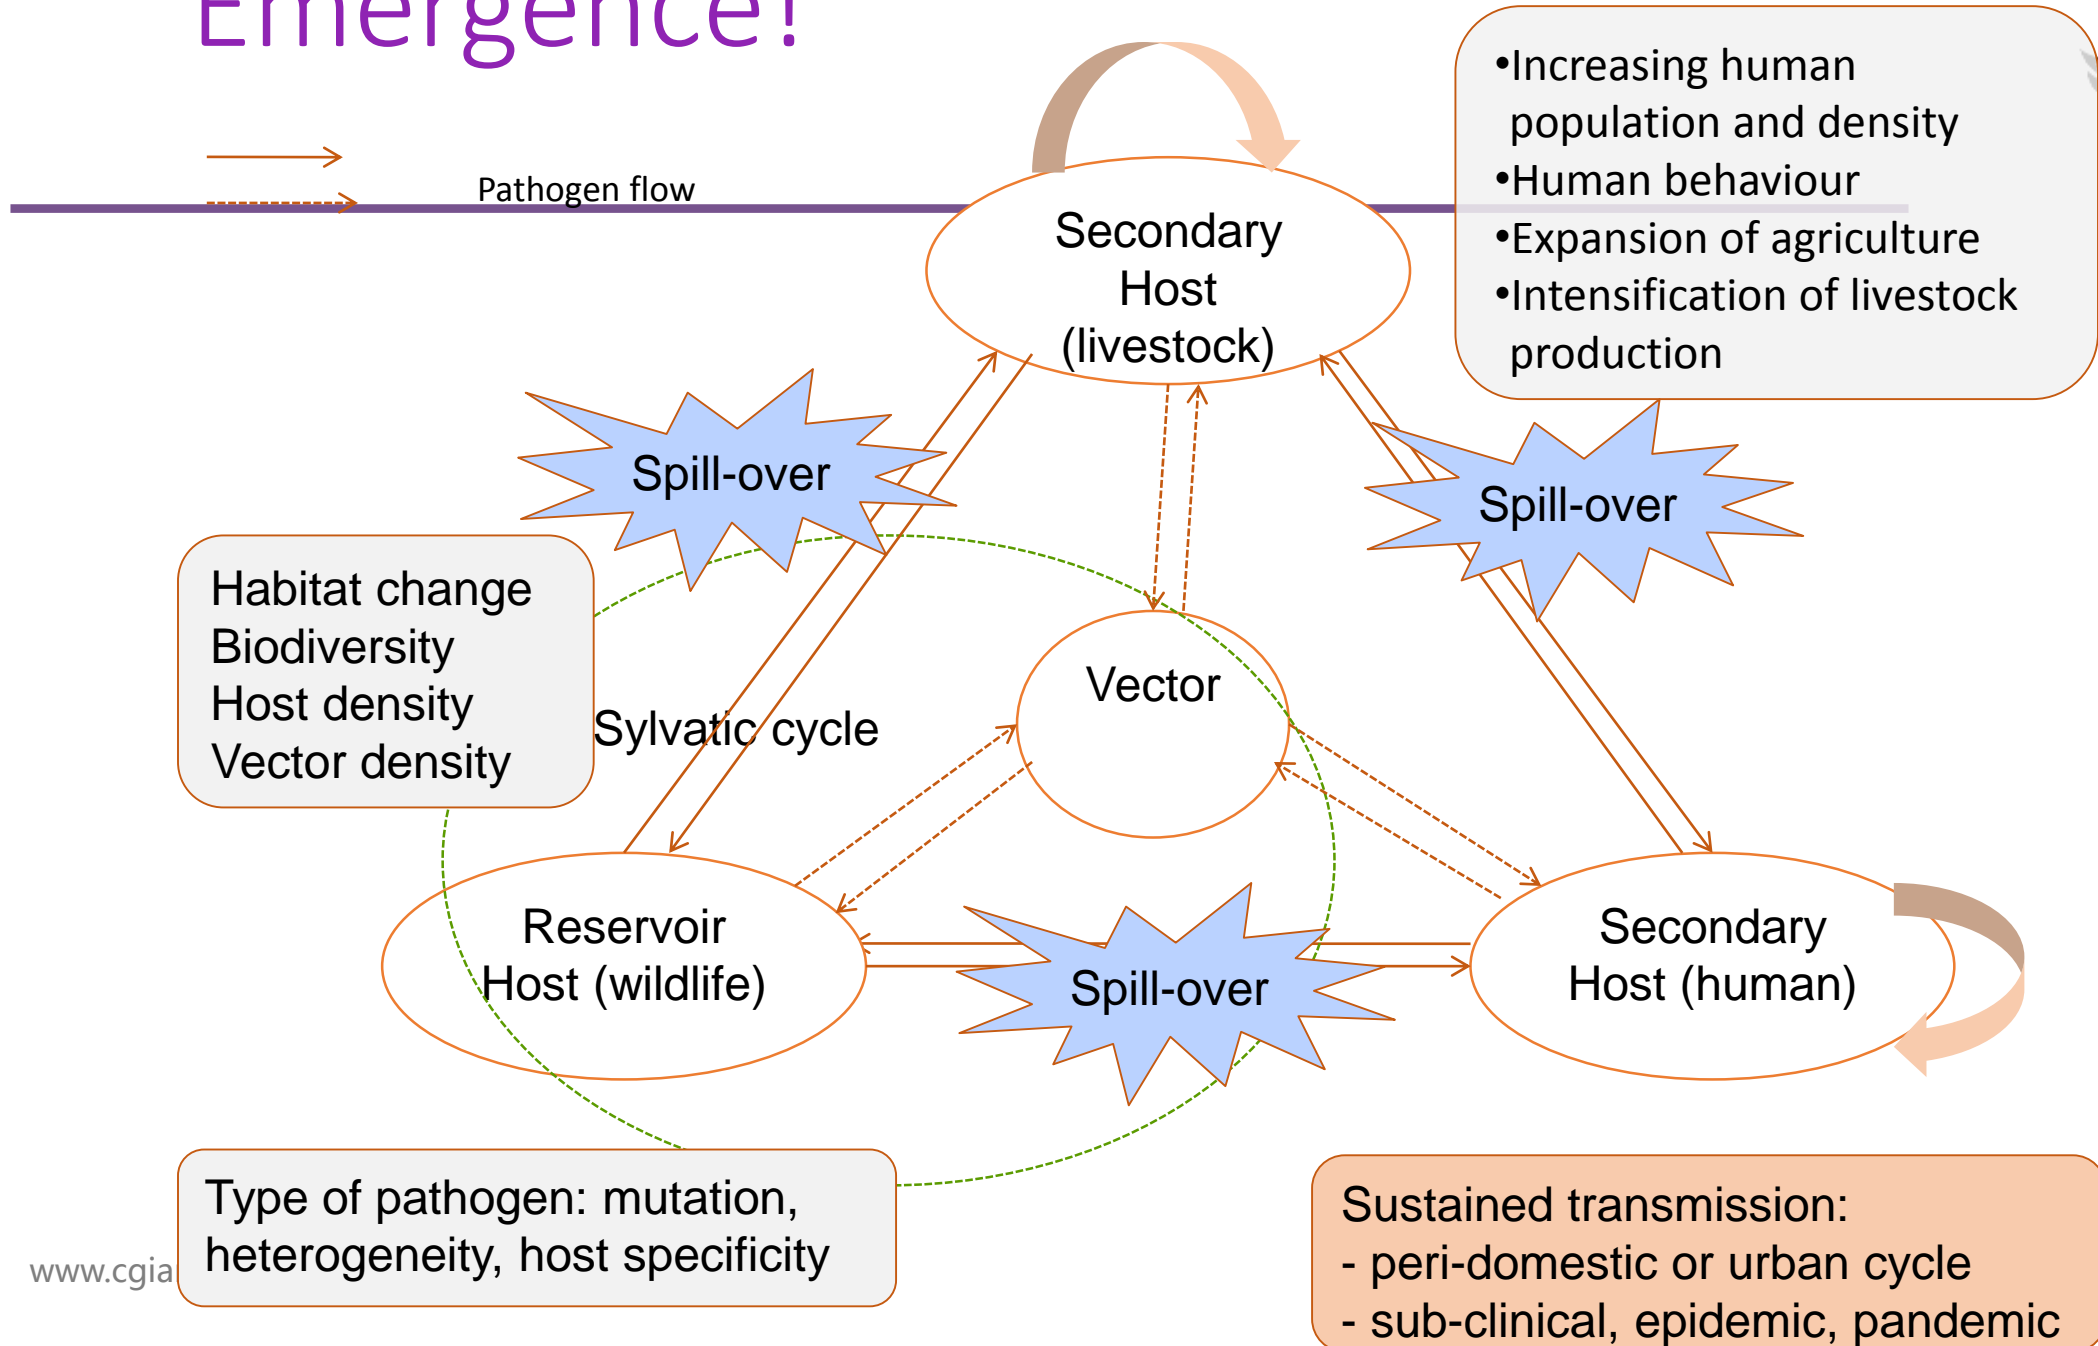 Emergence!
Pathogen flow
•Increasing human
population and density
•Human behaviour
•Expansion of agriculture
•Intensification of livestock
production
Secondary
Host
(livestock)
Spill-over
Spill-over
Habitat change
Biodiversity
Host density
Vector density
Sylvatic cycle
Vector
Reservoir
Host (wildlife)
Spill-over
Secondary
Host (human)
Type of pathogen: mutation,
heterogeneity, host specificity
Sustained transmission:
- peri-domestic or urban cycle
- sub-clinical, epidemic, pandemic
www.cgia